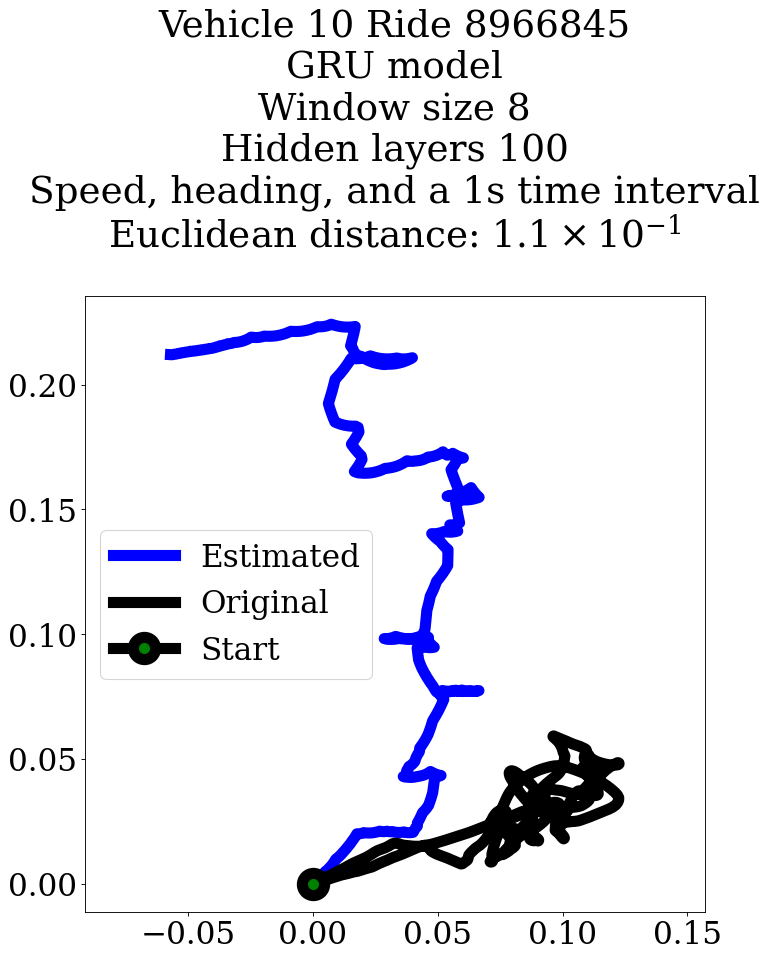 Vehicle 10 Ride 8966845
GRU model
Window size 8
Hidden layers 100
Speed, heading, and a 1s time interval
Euclidean distance: $1.1 × 10^{-1}$
0.20
0.15
0.10
0.05
0.00
Estimated
Original
Start
−0.05 0.00 0.05 0.10 0.15